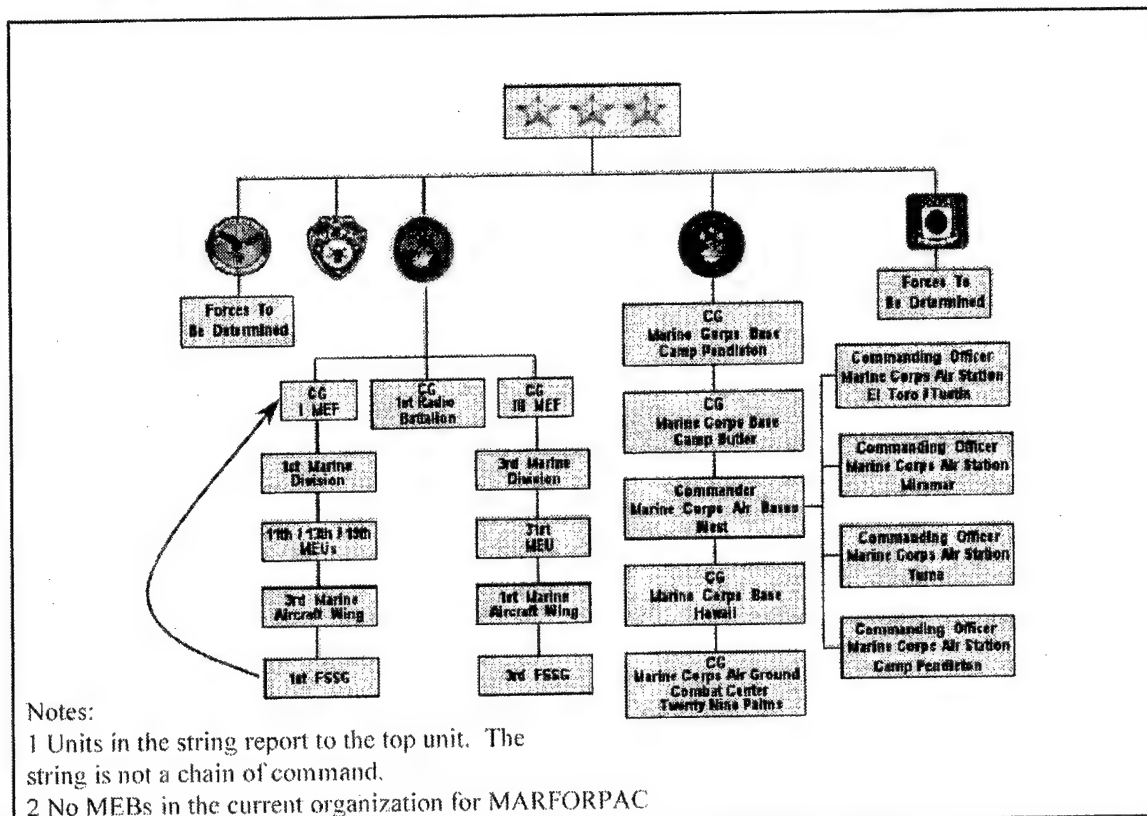 Forces To
Be Determined
Forces To
Be Determined
CG
I MEF
CG
1st Radio
Battalion
CG
III MEF
1st Marine
Division
11th / 13th / 15th
MEUs
3rd Marine
Aircraft Wing
1st FSSG
3rd Marine
Division
31st
MEU
1st Marine
Aircraft Wing
3rd FSSG
CG
Marine Corps Base
Camp Pendleton
CG
Marine Corps Base
Camp Butler
Commander
Marine Corps Air Bases
West
CG
Marine Corps Base
Hawaii
CG
Marine Corps Air Ground
Combat Center
Twenty Nine Palms
Commanding Officer
Marine Corps Air Station
El Toro / Tustin
Commanding Officer
Marine Corps Air Station
Miramar
Commanding Officer
Marine Corps Air Station
Yuma
Commanding Officer
Marine Corps Air Station
Camp Pendleton
Notes:
1 Units in the string report to the top unit. The
string is not a chain of command.
2 No MEBs in the current organization for MARFORPAC